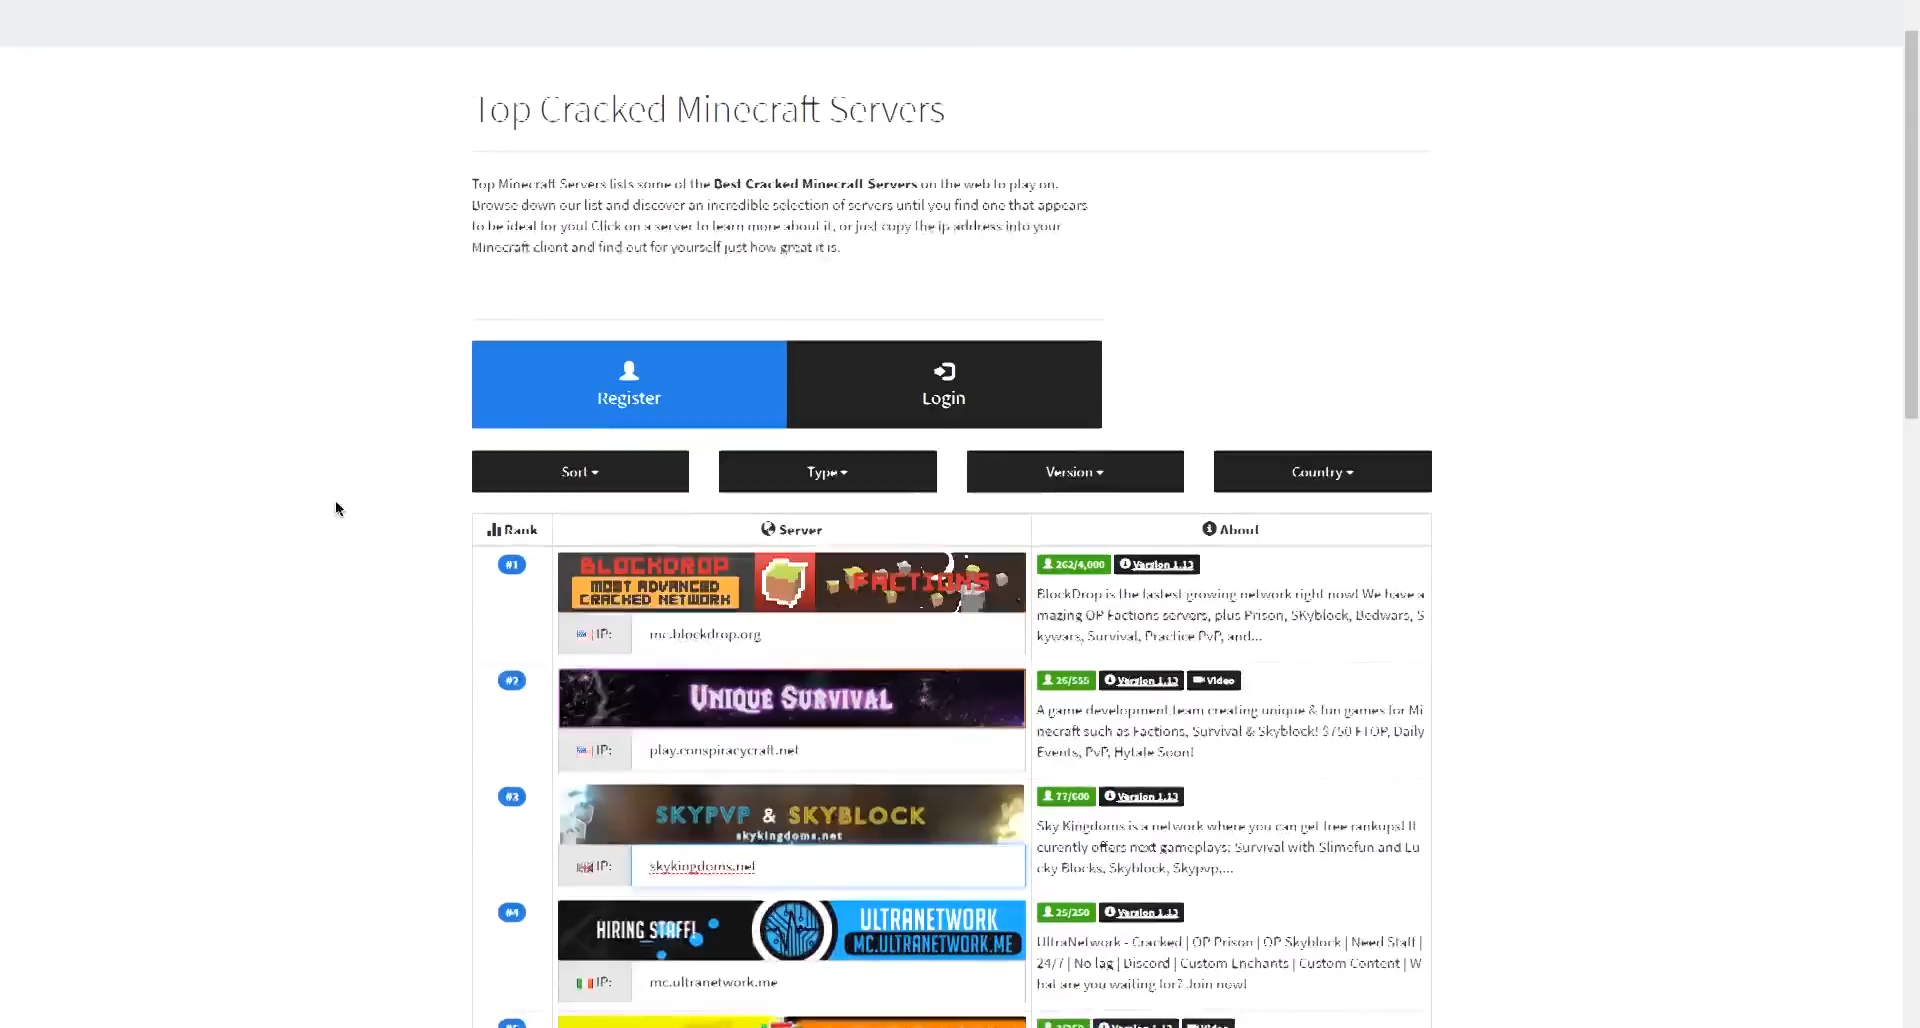 Top Cracked Minecraft Servers
Top Minecraft Servers lists some of the Best Cracked Minecraft Servers on the web to play on.
Browse down our list and discover an incredible selection of servers until you find one that appears
to be ideal for you! Click on a server to learn more about it, or just copy the ip address into your
Minecraft client and find out for yourself just how great it is.
Register
Login
Sort
Type
Version
Country
Rank
Server
About
#1
BLOCKDROP
MOST ADVANCED
CRACKED NETWORK
FACTIONS
IP: mc.blockdrop.org
262/4,000 Version 1.13
BlockDrop is the fastest growing network right now! We have a
mazing OP Factions servers, plus Prison, SKyblock, Bedwars, S
kywars, Survival, Practice PvP, and...
#2
UNIQUE SURVIVAL
IP: play.conspiracycraft.net
26/555 Version 1.13 Video
A game development team creating unique & fun games for Mi
necraft such as Factions, Survival & Skyblock! $750 FTOP, Daily
Events, PvP, Hytale Soon!
#3
SKYPVP & SKYBLOCK
skykingdoms.net
IP: skykingdoms.net
77/600 Version 1.13
Sky Kingdoms is a network where you can get free rankups! It
curently offers next gameplays: Survival with Slimefun and Lu
cky Blocks, Skyblock, Skypvp,...
#4
HIRING STAFF!
ULTRANETWORK
MC.ULTRANETWORK.ME
IP: mc.ultranetwork.me
25/250 Version 1.13
UltraNetwork - Cracked | OP Prison | OP Skyblock | Need Staff |
24/7 | No lag | Discord | Custom Enchants | Custom Content | W
hat are you waiting for? Join now!
#5
Version 1.13 Video